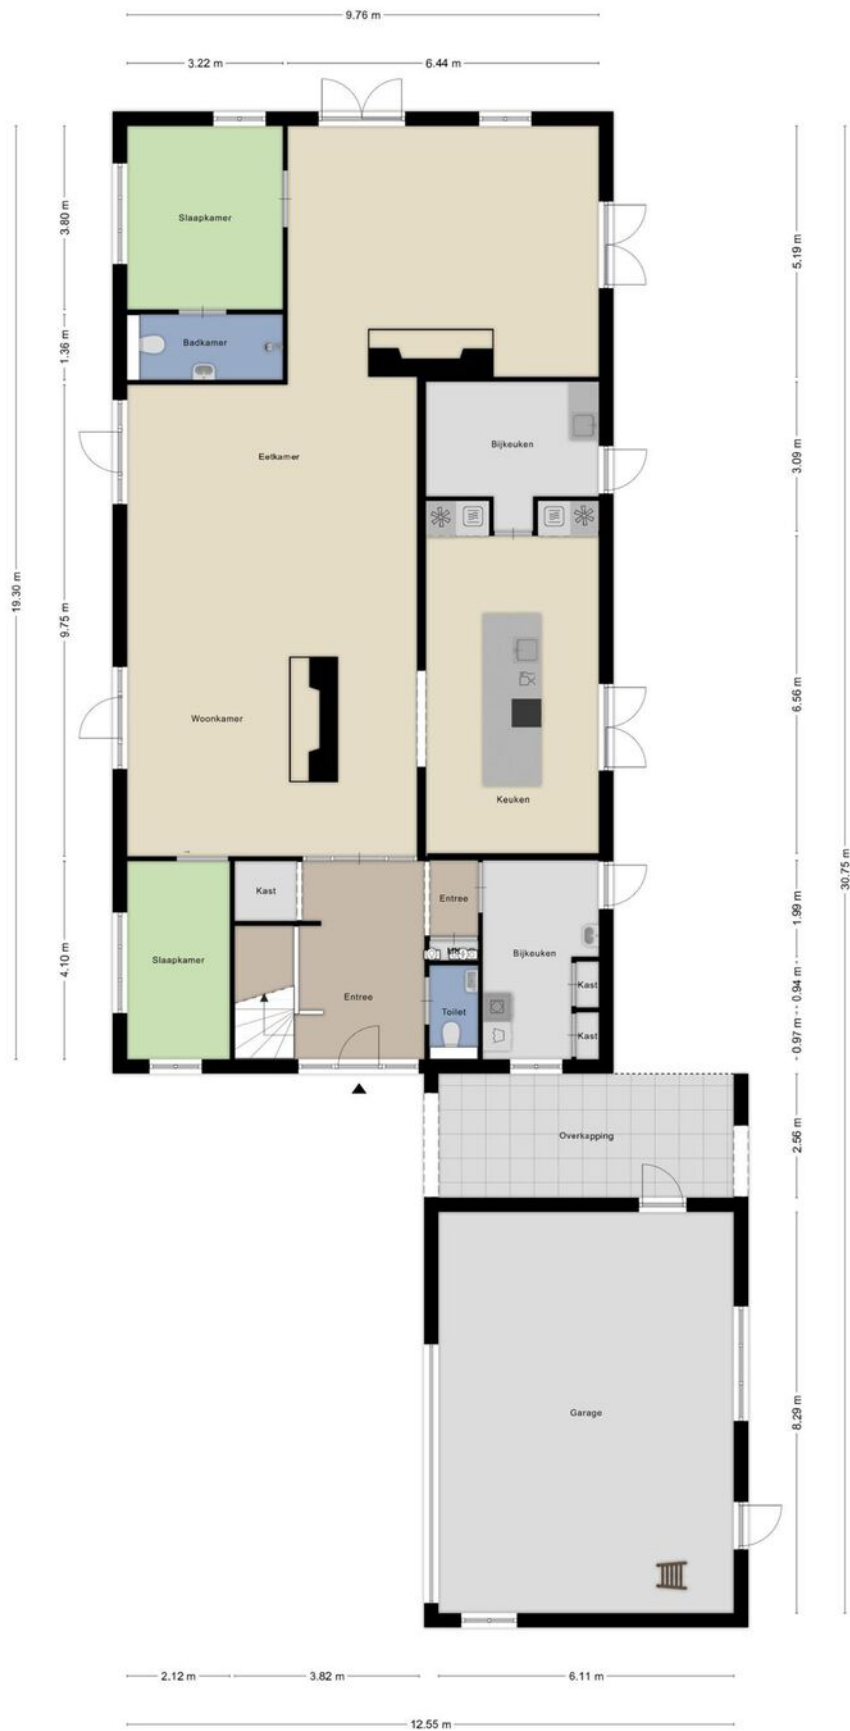 9.76 m
3.22 m
6.44 m
3.80 m
1.36 m
9.75 m
4.10 m
19.30 m
5.19 m
3.09 m
6.56 m
1.99 m
0.94 m
0.97 m
2.56 m
8.29 m
30.75 m
Slaapkamer
Badkamer
Eetkamer
Bijkeuken
Woonkamer
Keuken
Kast
Entree
Slaapkamer
Bijkeuken
MK
Kast
Entree
Toilet
Kast
Overkapping
Garage
2.12 m
3.82 m
6.11 m
12.55 m